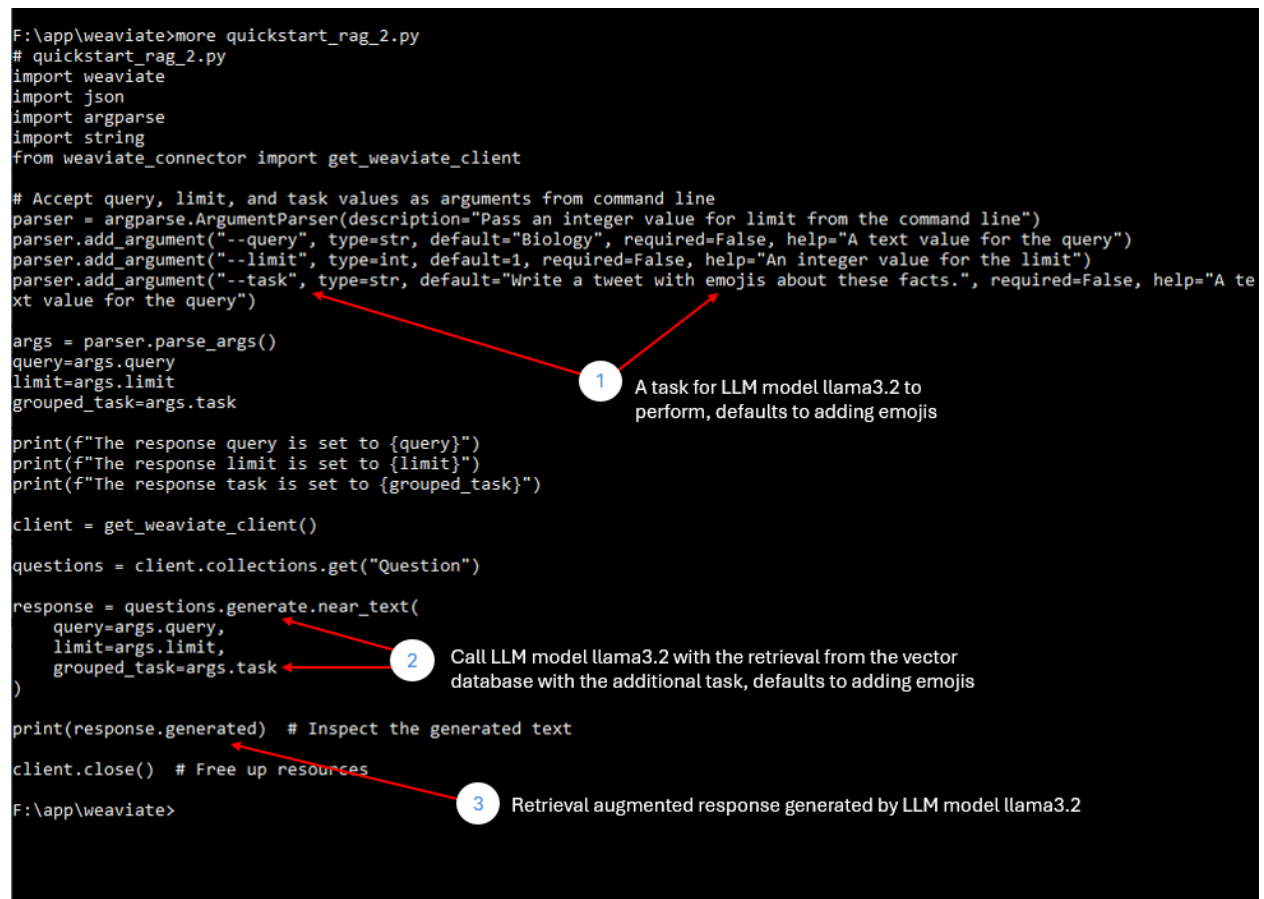 F:\app\weaviate>more quickstart_rag_2.py
# quickstart_rag_2.py
import weaviate
import json
import argparse
import string
from weaviate_connector import get_weaviate_client
# Accept query, limit, and task values as arguments from command line
parser = argparse.ArgumentParser(description="Pass an integer value for limit from the command line")
parser.add_argument("--query", type=str, default="Biology", required=False, help="A text value for the query")
parser.add_argument("--limit", type=int, default=1, required=False, help="An integer value for the limit")
parser.add_argument("--task", type=str, default="Write a tweet with emojis about these facts.", required=False, help="A te
xt value for the query")
args = parser.parse_args()
query=args.query
limit=args.limit
grouped_task=args.task
1
A task for LLM model llama3.2 to
perform, defaults to adding emojis
print(f"The response query is set to {query}")
print(f"The response limit is set to {limit}")
print(f"The response task is set to {grouped_task}")
client = get_weaviate_client()
questions = client.collections.get("Question")
response = questions.generate.near_text(
    query=args.query,
    limit=args.limit,
    grouped_task=args.task
)
2
Call LLM model llama3.2 with the retrieval from the vector
database with the additional task, defaults to adding emojis
print(response.generated)  # Inspect the generated text
client.close()  # Free up resources
F:\app\weaviate>
3
Retrieval augmented response generated by LLM model llama3.2